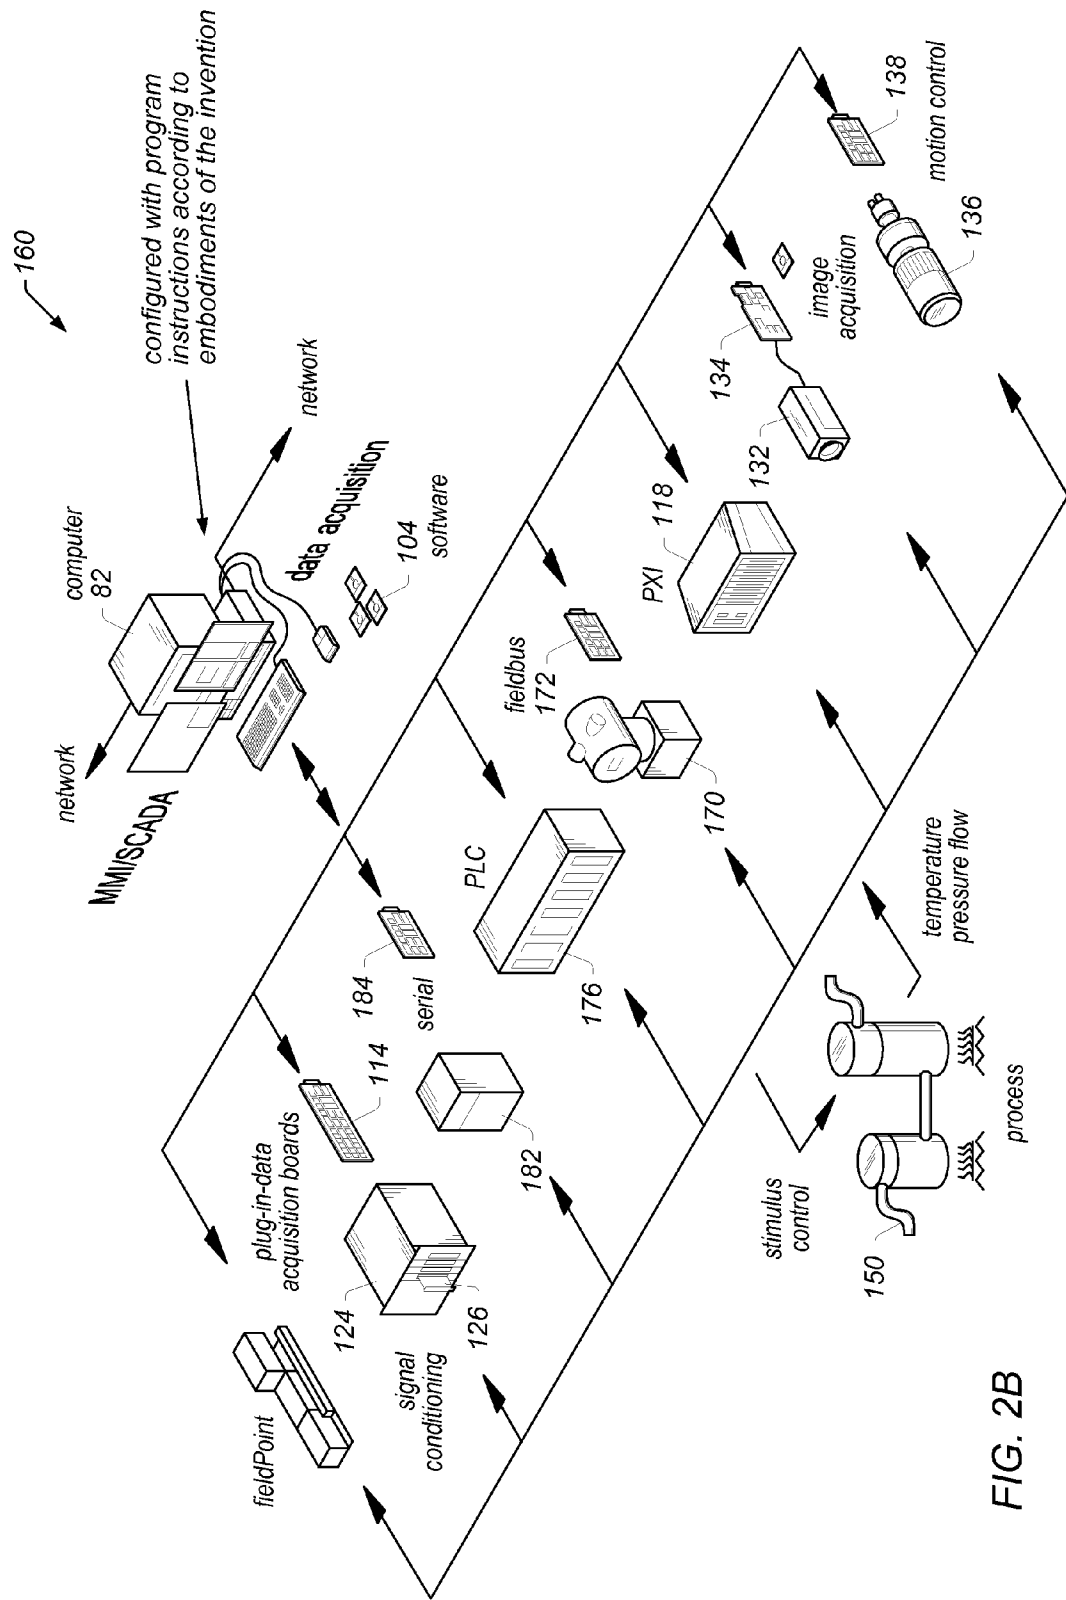 160
configured with program
instructions according to
embodiments of the invention
computer
82
network
network
MMI/SCADA
data acquisition
104
software
fieldPoint
plug-in-data
acquisition boards
114
124
126
signal
conditioning
184
serial
182
PLC
176
fieldbus
172
170
PXI
118
134
132
image
acquisition
138
motion control
136
stimulus
control
150
process
temperature
pressure flow
FIG. 2B